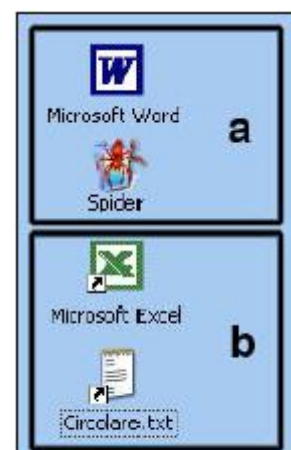 W
Microsoft Word
a
Spider
Microsoft Excel
b
Circolare.txt